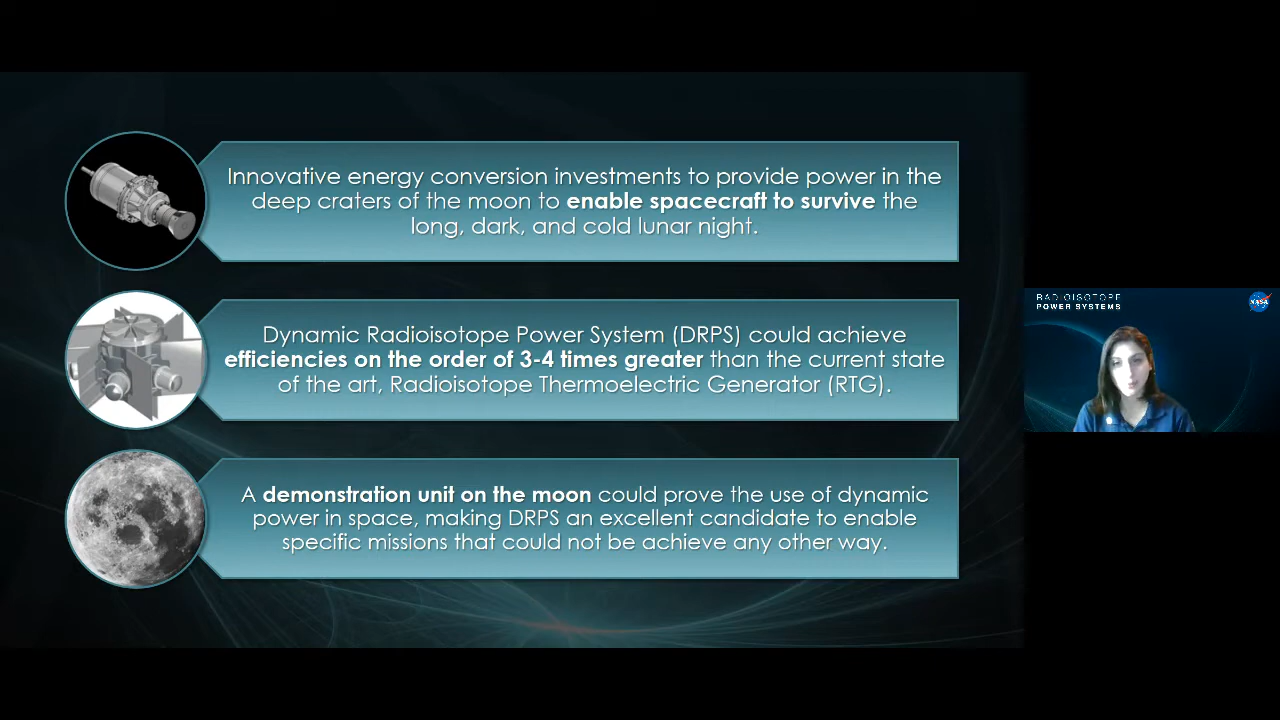 Innovative energy conversion investments to provide power in the
deep craters of the moon to enable spacecraft to survive the
long, dark, and cold lunar night.
Dynamic Radioisotope Power System (DRPS) could achieve
efficiencies on the order of 3-4 times greater than the current state
of the art, Radioisotope Thermoelectric Generator (RTG).
A demonstration unit on the moon could prove the use of dynamic
power in space, making DRPS an excellent candidate to enable
specific missions that could not be achieve any other way.
RADIOISOTOPE
POWER SYSTEMS
NASA